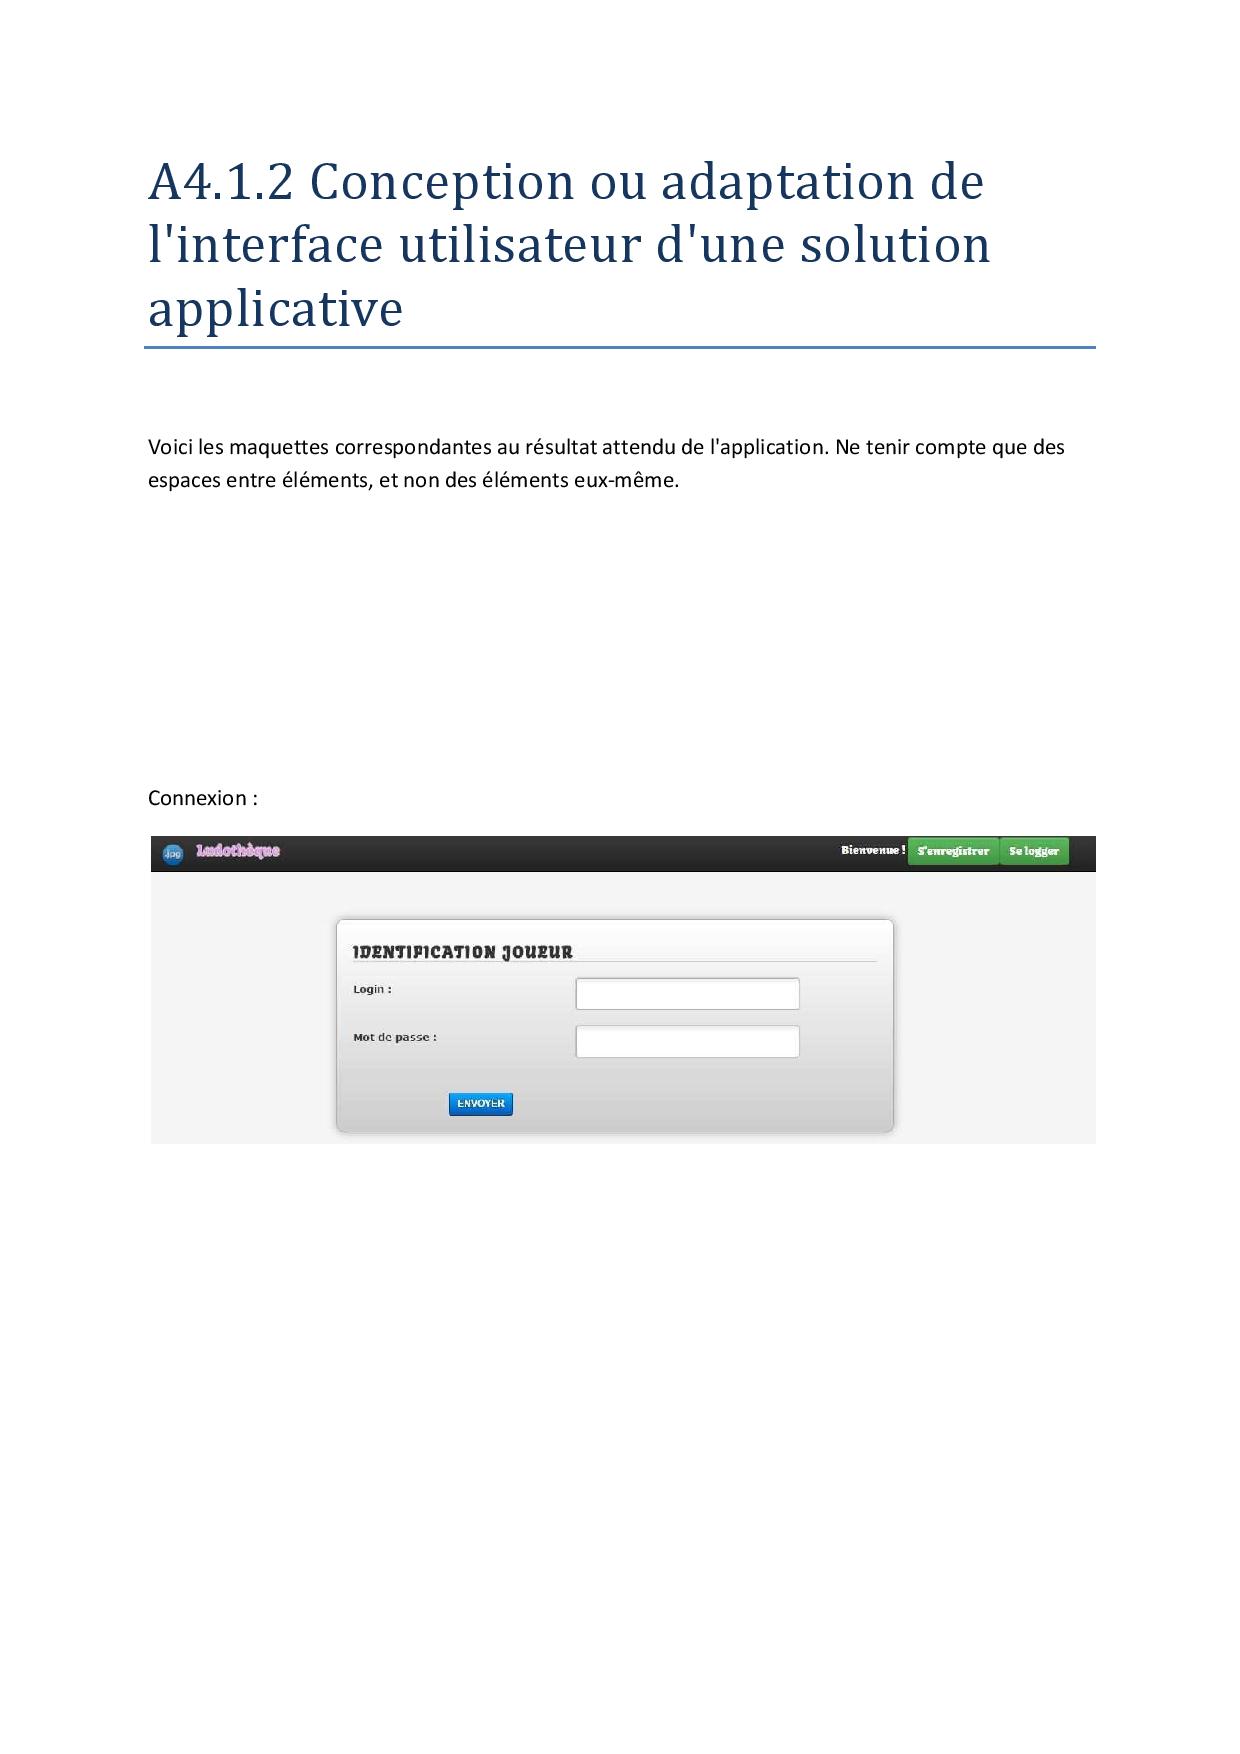 A4.1.2 Conception ou adaptation de
l'interface utilisateur d'une solution
applicative
Voici les maquettes correspondantes au résultat attendu de l'application. Ne tenir compte que des
espaces entre éléments, et non des éléments eux-même.
Connexion :
.jpg Ludothèque Bienvenue ! S'enregistrer Se logger
IDENTIFICATION JOUEUR
Login :
Mot de passe :
ENVOYER